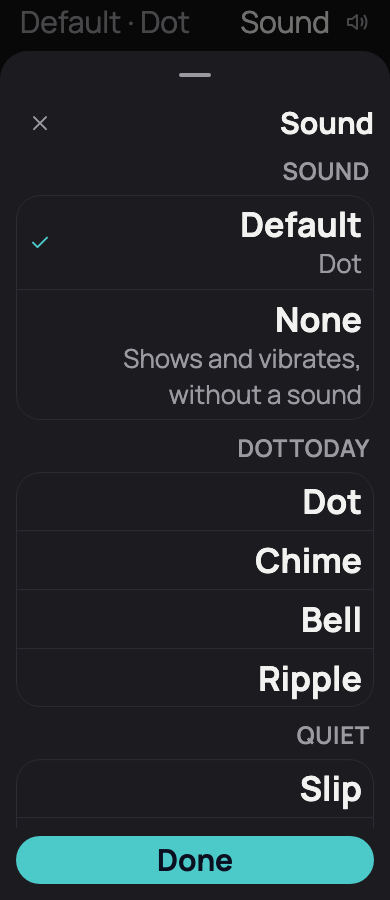 Default · Dot
Sound
Sound
SOUND
Default
Dot
None
Shows and vibrates,
without a sound
DOTTODAY
Dot
Chime
Bell
Ripple
QUIET
Slip
Done